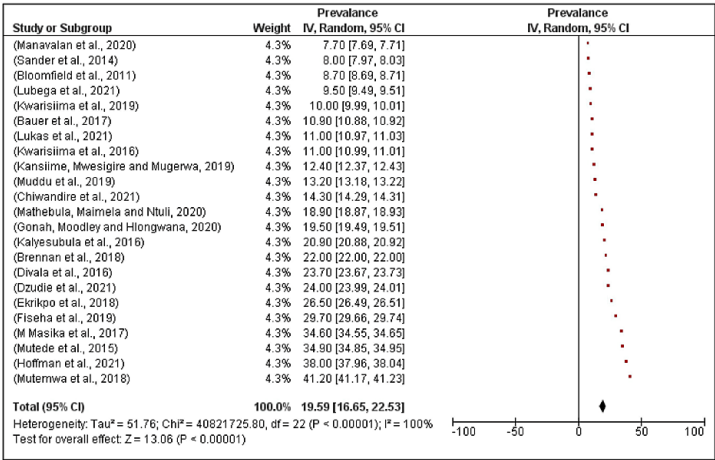 Prevalance Prevalance
Study or Subgroup Weight IV, Random, 95% CI IV, Random, 95% CI
(Manavalan et al., 2020) 4.3% 7.70 [7.69, 7.71]
(Sander et al., 2014) 4.3% 8.00 [7.97, 8.03]
(Bloomfield et al., 2011) 4.3% 8.70 [8.69, 8.71]
(Lubega et al., 2021) 4.3% 9.50 [9.49, 9.51]
(Kwarisiima et al., 2019) 4.3% 10.00 [9.99, 10.01]
(Bauer et al., 2017) 4.3% 10.90 [10.88, 10.92]
(Lukas et al., 2021) 4.3% 11.00 [10.97, 11.03]
(Kwarisiima et al., 2016) 4.3% 11.00 [10.99, 11.01]
(Kansiime, Mwesigire and Mugerwa, 2019) 4.3% 12.40 [12.37, 12.43]
(Muddu et al., 2019) 4.3% 13.20 [13.18, 13.22]
(Chiwandire et al., 2021) 4.3% 14.30 [14.29, 14.31]
(Mathebula, Maimela and Ntuli, 2020) 4.3% 18.90 [18.87, 18.93]
(Gonah, Moodley and Hlongwana, 2020) 4.3% 19.50 [19.49, 19.51]
(Kalyesubula et al., 2016) 4.3% 20.90 [20.88, 20.92]
(Brennan et al., 2018) 4.3% 22.00 [22.00, 22.00]
(Divala et al., 2016) 4.3% 23.70 [23.67, 23.73]
(Dzudie et al., 2021) 4.3% 24.00 [23.99, 24.01]
(Ekrikpo et al., 2018) 4.3% 26.50 [26.49, 26.51]
(Fiseha et al., 2019) 4.3% 29.70 [29.66, 29.74]
(M Masika et al., 2017) 4.3% 34.60 [34.55, 34.65]
(Mutede et al., 2015) 4.3% 34.90 [34.85, 34.95]
(Hoffman et al., 2021) 4.3% 38.00 [37.96, 38.04]
(Mutemwa et al., 2018) 4.3% 41.20 [41.17, 41.23]
Total (95% CI) 100.0% 19.59 [16.65, 22.53]
Heterogeneity: Tau² = 51.76; Chi² = 40821725.80, df = 22 (P < 0.00001); I² = 100%
Test for overall effect: Z = 13.06 (P < 0.00001)
-100 -50 0 50 100